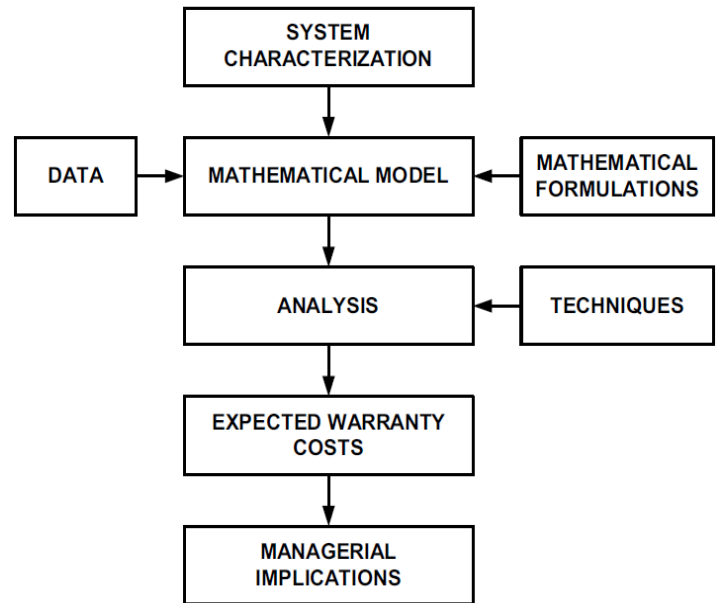 SYSTEM
CHARACTERIZATION
DATA
MATHEMATICAL MODEL
MATHEMATICAL
FORMULATIONS
ANALYSIS
TECHNIQUES
EXPECTED WARRANTY
COSTS
MANAGERIAL
IMPLICATIONS